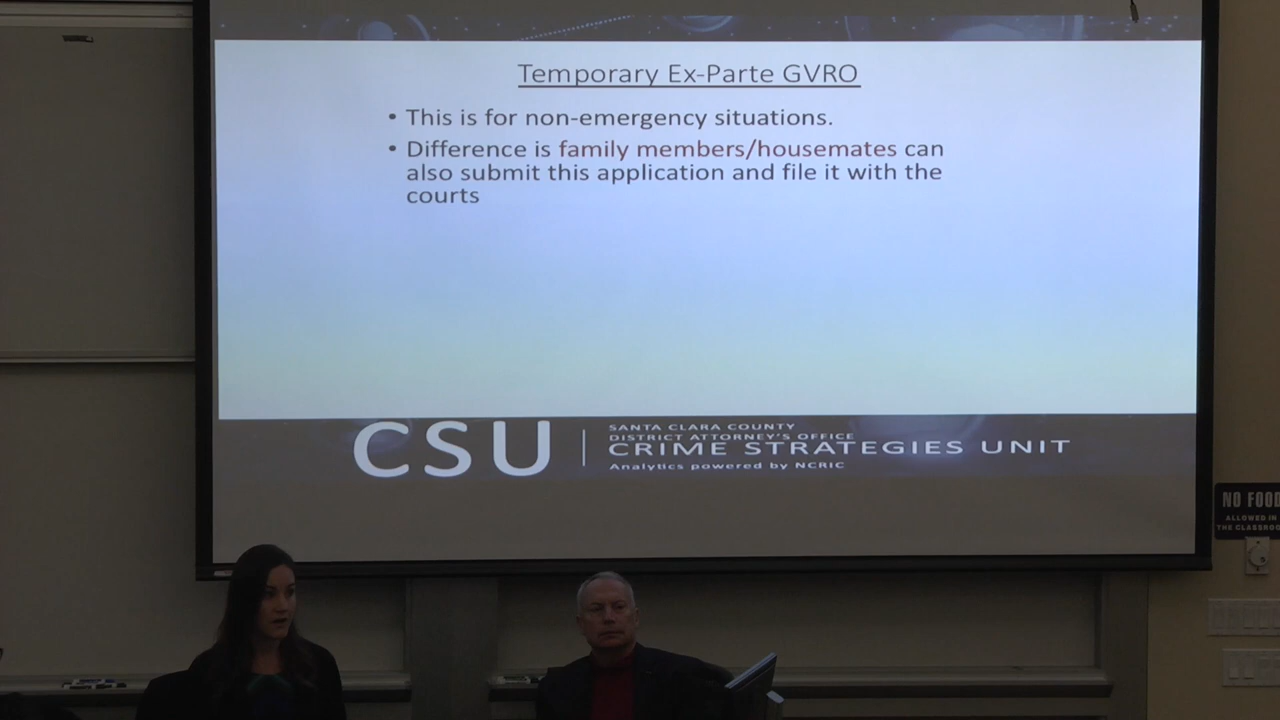 Temporary Ex-Parte GVRO
• This is for non-emergency situations.
• Difference is family members/housemates can
also submit this application and file it with the
courts
CSU
SANTA CLARA COUNTY
DISTRICT ATTORNEY'S OFFICE
CRIME STRATEGIES UNIT
Analytics powered by NCRIC
NO FOOD
ALLOWED IN
THE CLASSROO